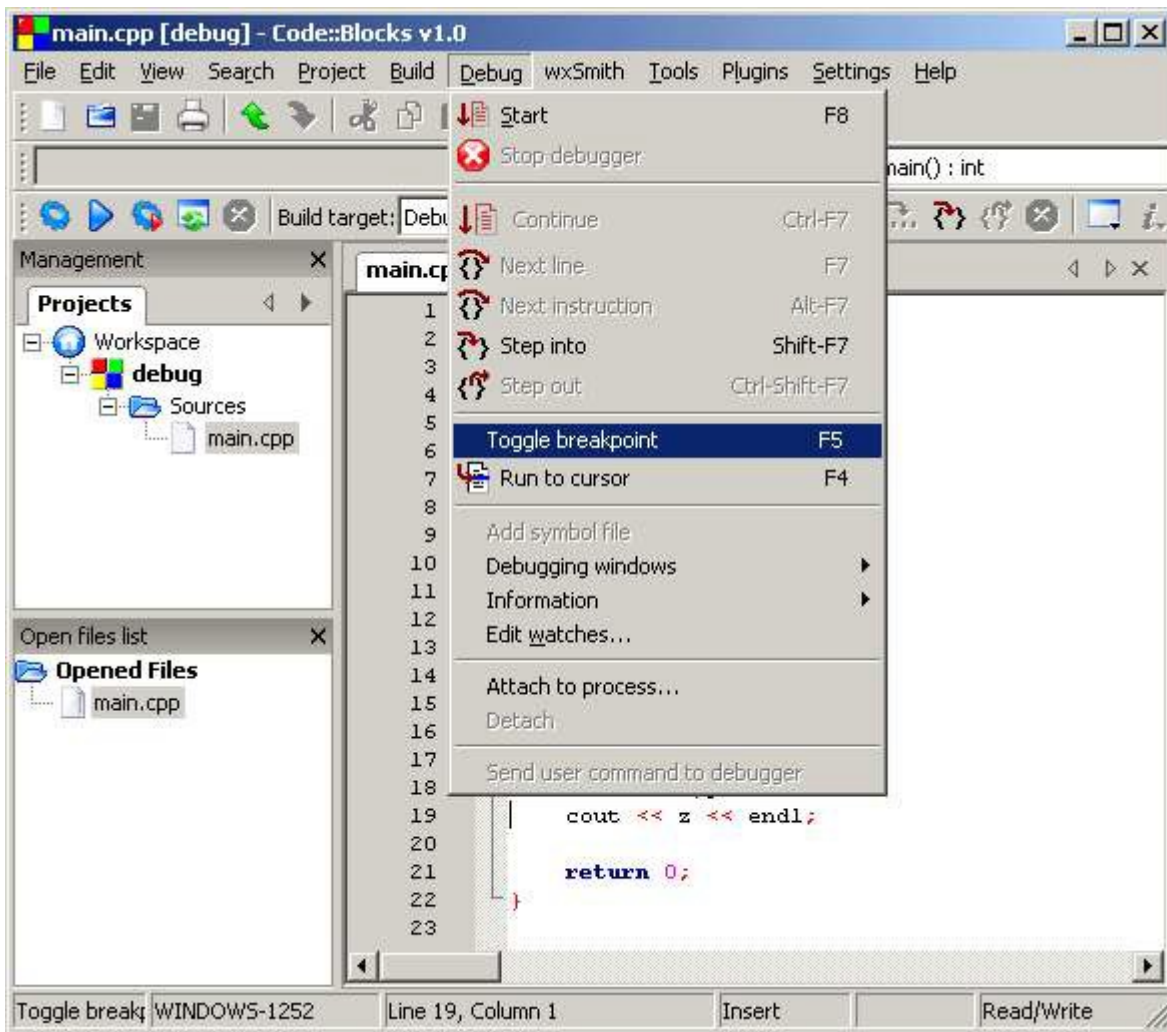 main.cpp [debug] - Code::Blocks v1.0
File Edit View Search Project Build Debug wxSmith Tools Plugins Settings Help
Start F8
Stop debugger
main() : int
Continue Ctrl-F7
Build target: Debu
Management
Next line F7
main.cp
Projects
Next instruction Alt-F7
Workspace
Step into Shift-F7
debug
Step out Ctrl-Shift-F7
Sources
main.cpp
Toggle breakpoint F5
Run to cursor F4
Add symbol file
Debugging windows
Information
Edit watches...
Open files list
Opened Files
main.cpp
Attach to process...
Detach
Send user command to debugger
1
2
3
4
5
6
7
8
9
10
11
12
13
14
15
16
17
18
19 cout << z << endl;
20
21 return 0;
22 }
23
Toggle breakp WINDOWS-1252 Line 19, Column 1 Insert Read/Write